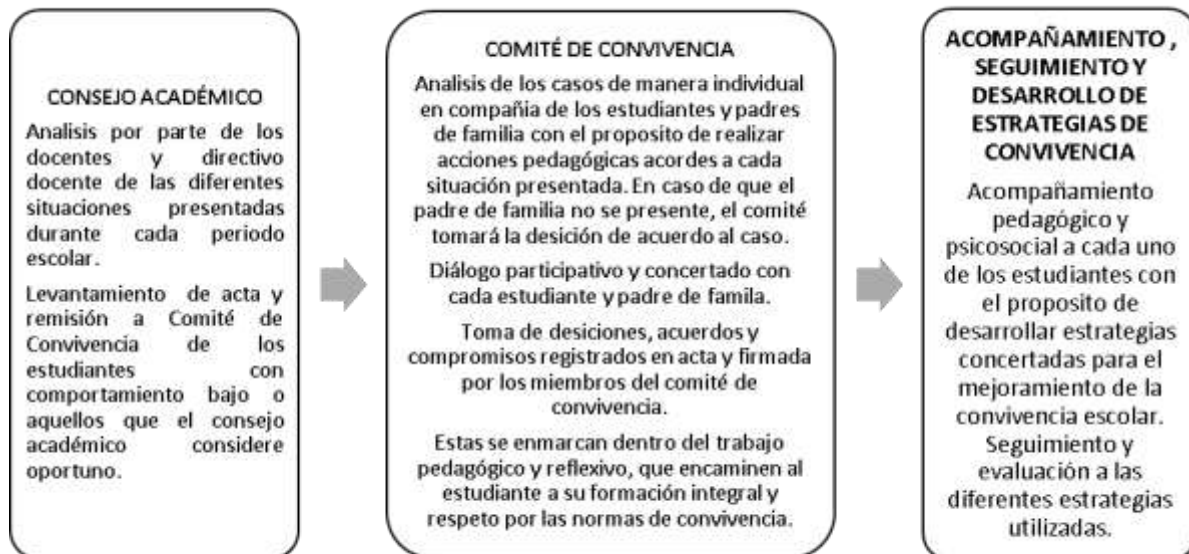 CONSEJO ACADÉMICO
Analisis por parte de los
docentes y directivo
docente de las diferentes
situaciones presentadas
durante cada periodo
escolar.
Levantamiento de acta y
remisión a Comité de
Convivencia de los
estudiantes con
comportamiento bajo o
aquellos que el consejo
académico considere
oportuno.
COMITÉ DE CONVIVENCIA
Analisis de los casos de manera individual
en compañia de los estudiantes y padres
de familia con el proposito de realizar
acciones pedagógicas acordes a cada
situación presentada. En caso de que el
padre de familia no se presente, el comité
tomará la desición de acuerdo al caso.
Diálogo participativo y concertado con
cada estudiante y padre de famila.
Toma de desiciones, acuerdos y
compromisos registrados en acta y firmada
por los miembros del comité de
convivencia.
Estas se enmarcan dentro del trabajo
pedagógico y reflexivo, que encaminen al
estudiante a su formación integral y
respeto por las normas de convivencia.
ACOMPAÑAMIENTO ,
SEGUIMIENTO Y
DESARROLLO DE
ESTRATEGIAS DE
CONVIVENCIA
Acompañamiento
pedagógico y
psicosocial a cada uno
de los estudiantes con
el proposito de
desarrollar estrategias
concertadas para el
mejoramiento de la
convivencia escolar.
Seguimiento y
evaluación a las
diferentes estrategias
utilizadas.